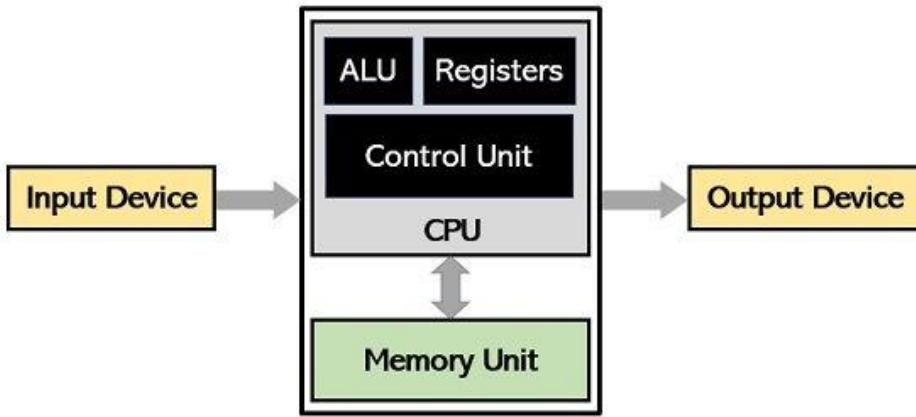 ALU
Registers
Control Unit
Input Device
Output Device
CPU
Memory Unit